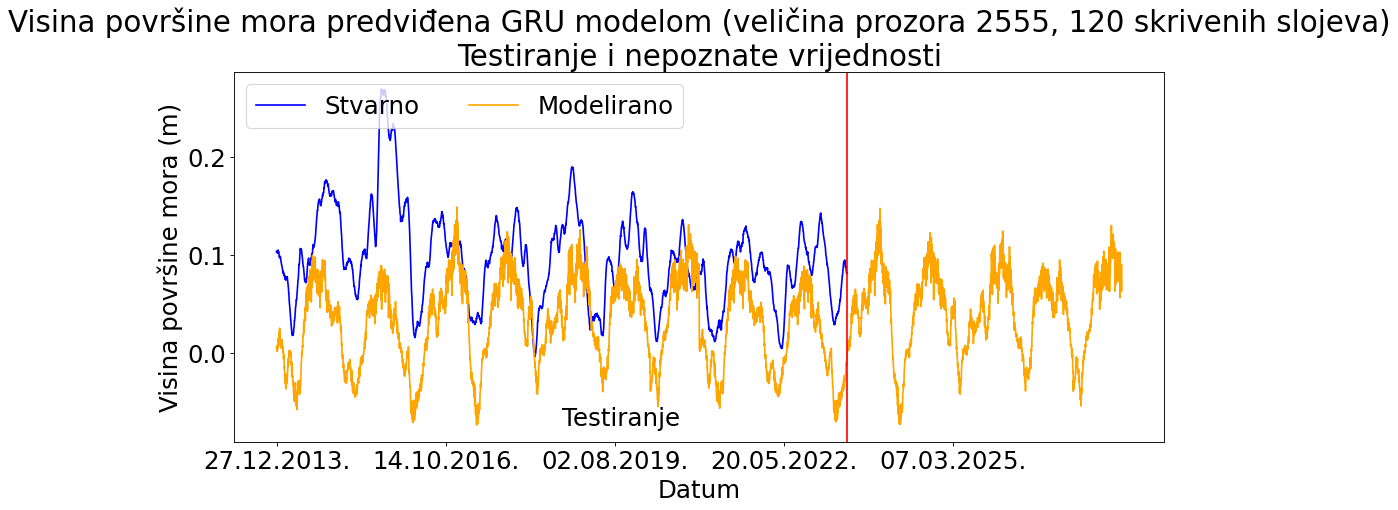 Visina površine mora predviđena GRU modelom (veličina prozora 2555, 120 skrivenih slojeva)
Testiranje i nepoznate vrijednosti
Stvarno
Modelirano
Visina površine mora (m)
0.2
0.1
0.0
Testiranje
27.12.2013.
14.10.2016.
02.08.2019.
20.05.2022.
07.03.2025.
Datum